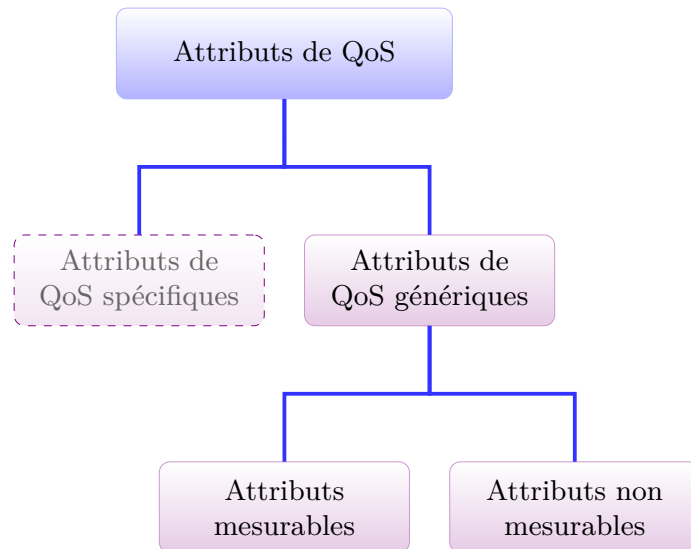 Attributs de QoS
Attributs de
QoS spécifiques
Attributs de
QoS génériques
Attributs
mesurables
Attributs non
mesurables